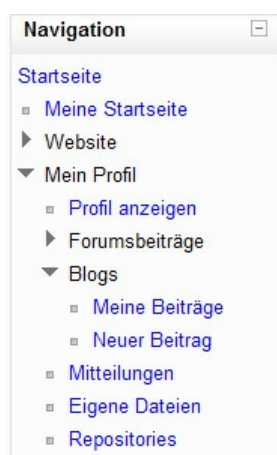 Navigation
Startseite
Meine Startseite
Website
Mein Profil
Profil anzeigen
Forumsbeiträge
Blogs
Meine Beiträge
Neuer Beitrag
Mitteilungen
Eigene Dateien
Repositories